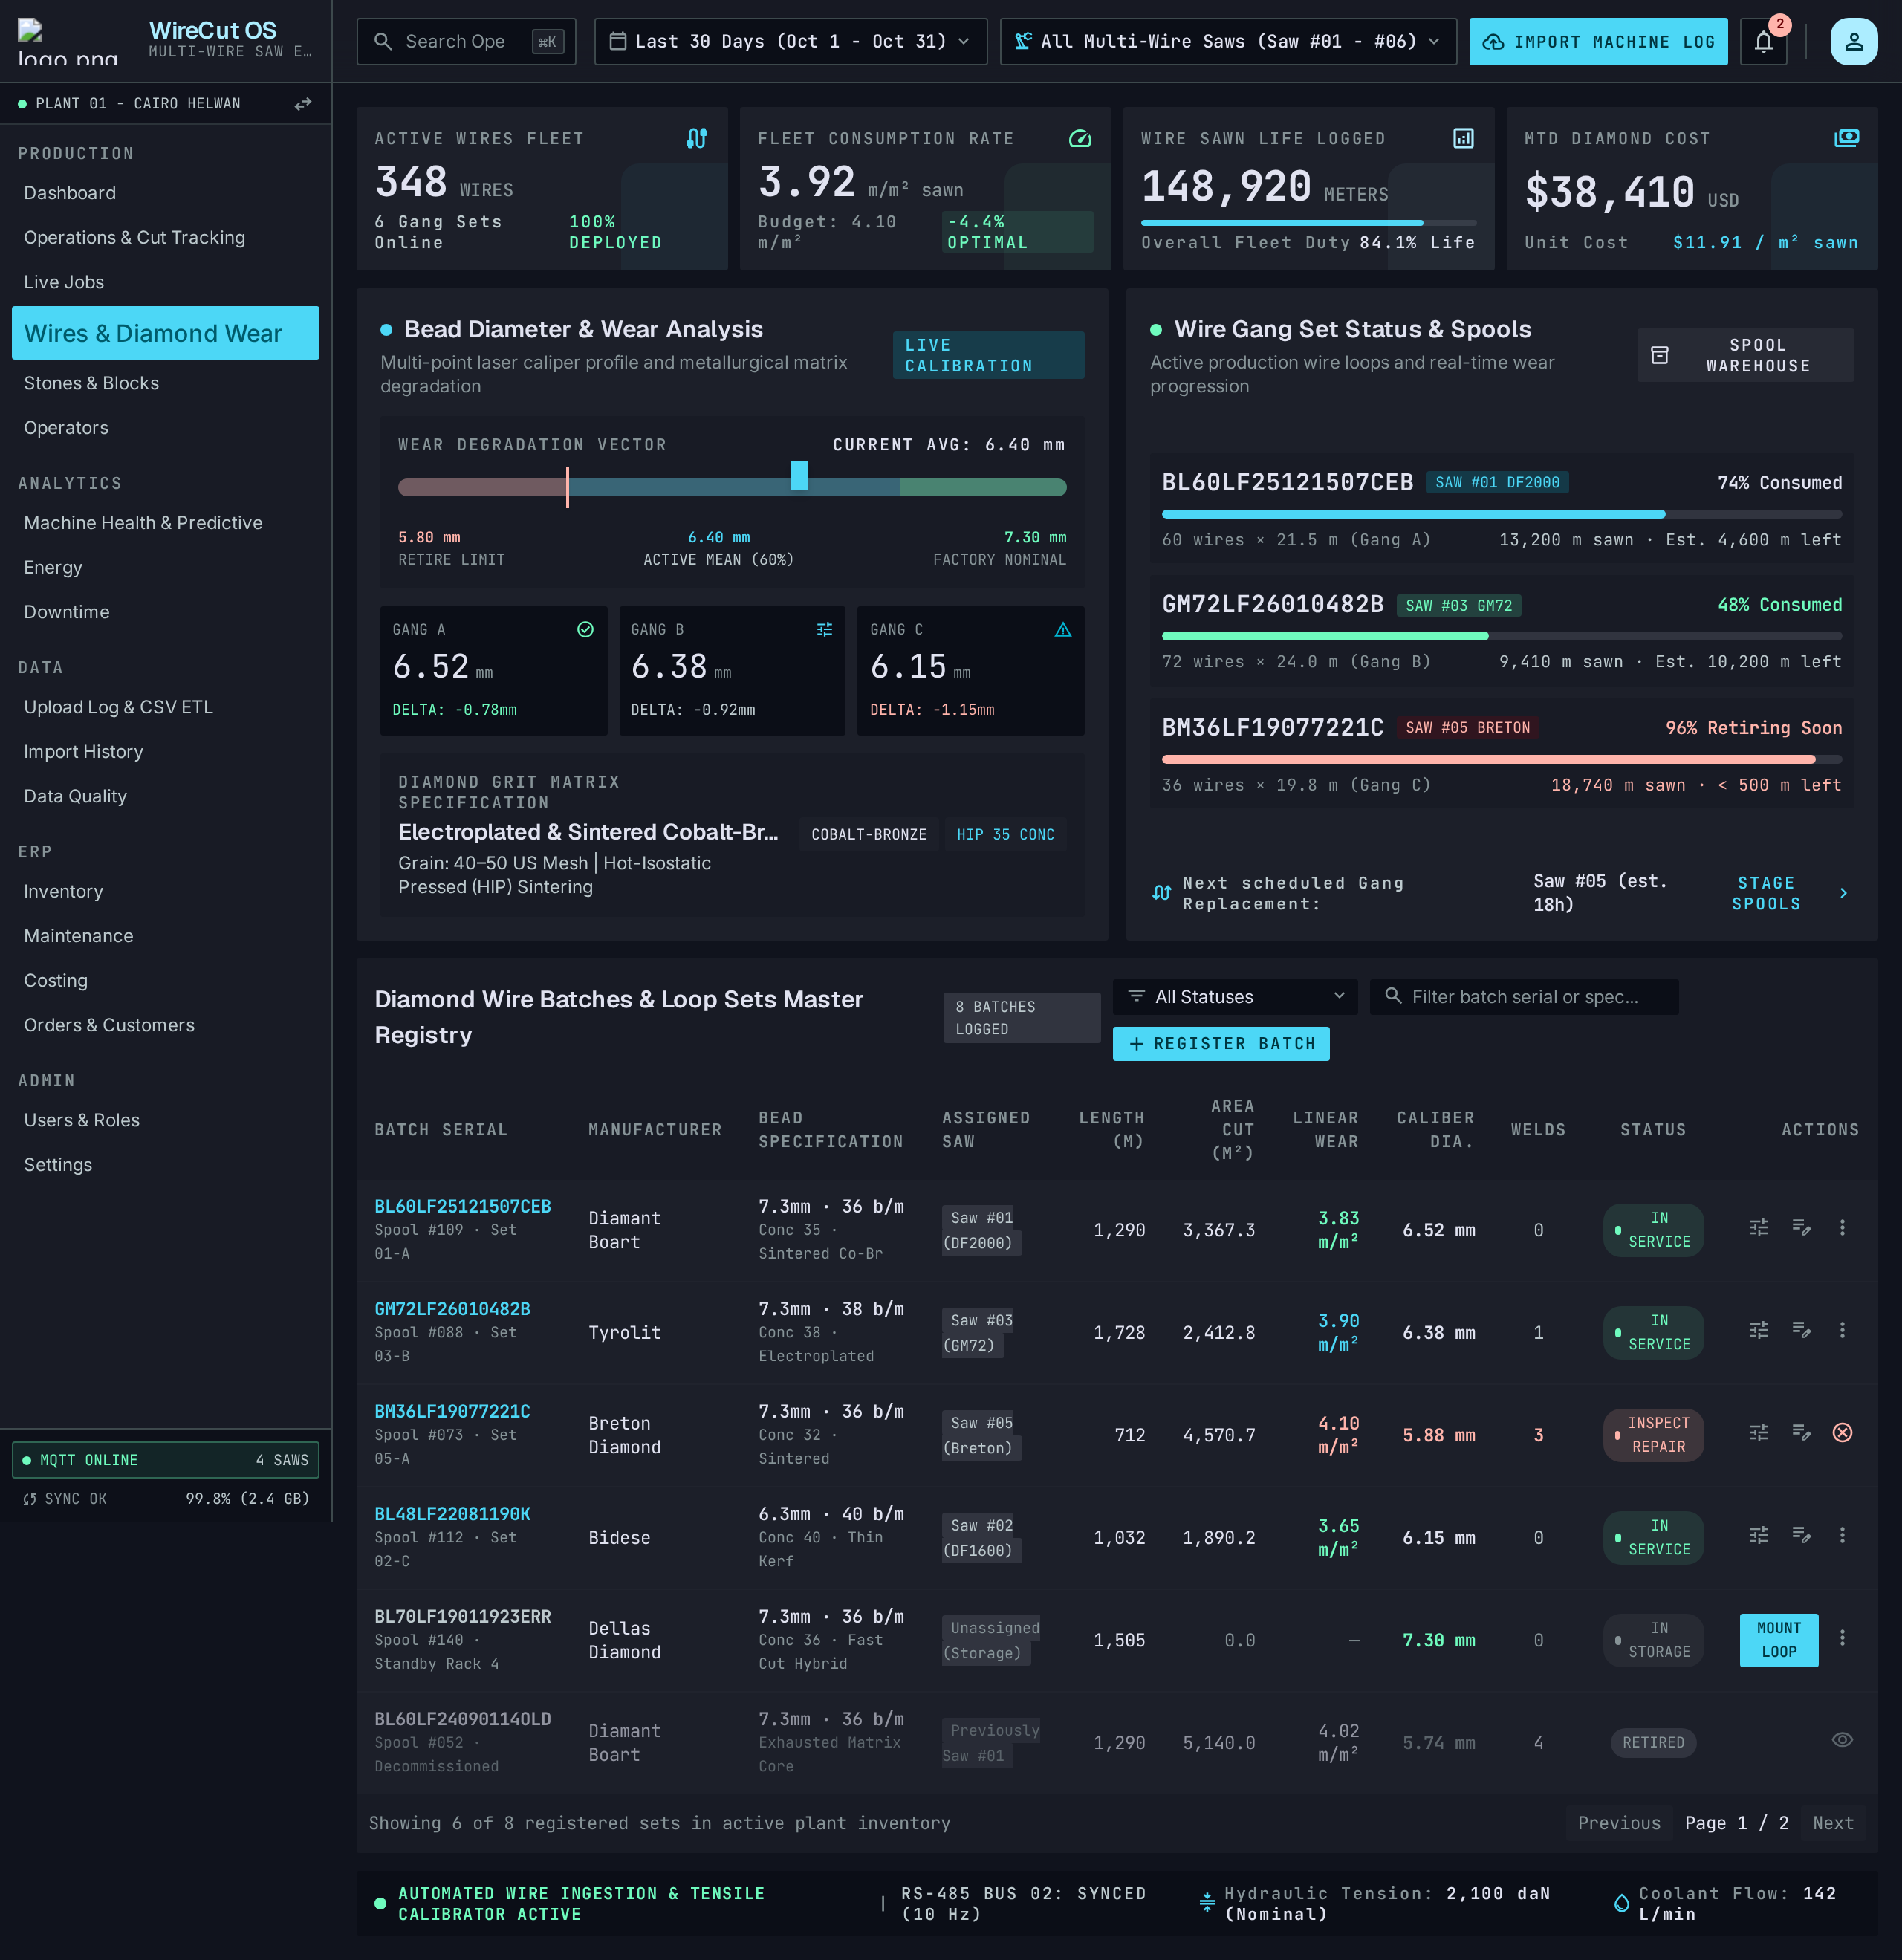 logo png
WireCut OS
MULTI-WIRE SAW E…
Search Ope
⌘K
Last 30 Days (Oct 1 - Oct 31)
All Multi-Wire Saws (Saw #01 - #06)
IMPORT MACHINE LOG
2
PLANT 01 - CAIRO HELWAN
PRODUCTION
Dashboard
Operations & Cut Tracking
Live Jobs
Wires & Diamond Wear
Stones & Blocks
Operators
ANALYTICS
Machine Health & Predictive
Energy
Downtime
DATA
Upload Log & CSV ETL
Import History
Data Quality
ERP
Inventory
Maintenance
Costing
Orders & Customers
ADMIN
Users & Roles
Settings
MQTT ONLINE
4 SAWS
SYNC OK
99.8% (2.4 GB)
ACTIVE WIRES FLEET
348 WIRES
6 Gang Sets
Online
100%
DEPLOYED
FLEET CONSUMPTION RATE
3.92 m/m² sawn
Budget: 4.10
m/m²
-4.4%
OPTIMAL
WIRE SAWN LIFE LOGGED
148,920 METERS
Overall Fleet Duty 84.1% Life
MTD DIAMOND COST
$38,410 USD
Unit Cost $11.91 / m² sawn
Bead Diameter & Wear Analysis
Multi-point laser caliper profile and metallurgical matrix
degradation
LIVE
CALIBRATION
WEAR DEGRADATION VECTOR
CURRENT AVG: 6.40 mm
5.80 mm
RETIRE LIMIT
6.40 mm
ACTIVE MEAN (60%)
7.30 mm
FACTORY NOMINAL
GANG A
6.52 mm
DELTA: -0.78mm
GANG B
6.38 mm
DELTA: -0.92mm
GANG C
6.15 mm
DELTA: -1.15mm
DIAMOND GRIT MATRIX
SPECIFICATION
Electroplated & Sintered Cobalt-Br...
Grain: 40–50 US Mesh | Hot-Isostatic
Pressed (HIP) Sintering
COBALT-BRONZE
HIP 35 CONC
Wire Gang Set Status & Spools
Active production wire loops and real-time wear
progression
SPOOL
WAREHOUSE
BL60LF25121507CEB SAW #01 DF2000 74% Consumed
60 wires × 21.5 m (Gang A) 13,200 m sawn · Est. 4,600 m left
GM72LF26010482B SAW #03 GM72 48% Consumed
72 wires × 24.0 m (Gang B) 9,410 m sawn · Est. 10,200 m left
BM36LF19077221C SAW #05 BRETON 96% Retiring Soon
36 wires × 19.8 m (Gang C) 18,740 m sawn · < 500 m left
Next scheduled Gang
Replacement:
Saw #05 (est.
18h)
STAGE
SPOOLS
Diamond Wire Batches & Loop Sets Master
Registry
8 BATCHES
LOGGED
All Statuses
Filter batch serial or spec...
REGISTER BATCH
BATCH SERIAL
MANUFACTURER
BEAD
SPECIFICATION
ASSIGNED
SAW
LENGTH
(M)
AREA
CUT
(M²)
LINEAR
WEAR
CALIBER
DIA.
WELDS
STATUS
ACTIONS
BL60LF25121507CEB
Spool #109 · Set
01-A
Diamant
Boart
7.3mm · 36 b/m
Conc 35 ·
Sintered Co-Br
Saw #01
(DF2000)
1,290
3,367.3
3.83
m/m²
6.52 mm
0
IN
SERVICE
GM72LF26010482B
Spool #088 · Set
03-B
Tyrolit
7.3mm · 38 b/m
Conc 38 ·
Electroplated
Saw #03
(GM72)
1,728
2,412.8
3.90
m/m²
6.38 mm
1
IN
SERVICE
BM36LF19077221C
Spool #073 · Set
05-A
Breton
Diamond
7.3mm · 36 b/m
Conc 32 ·
Sintered
Saw #05
(Breton)
712
4,570.7
4.10
m/m²
5.88 mm
3
INSPECT
REPAIR
BL48LF22081190K
Spool #112 · Set
02-C
Bidese
6.3mm · 40 b/m
Conc 40 · Thin
Kerf
Saw #02
(DF1600)
1,032
1,890.2
3.65
m/m²
6.15 mm
0
IN
SERVICE
BL70LF19011923ERR
Spool #140 ·
Standby Rack 4
Dellas
Diamond
7.3mm · 36 b/m
Conc 36 · Fast
Cut Hybrid
Unassigned
(Storage)
1,505
0.0
—
7.30 mm
0
IN
STORAGE
MOUNT
LOOP
BL60LF24090114OLD
Spool #052 ·
Decommissioned
Diamant
Boart
7.3mm · 36 b/m
Exhausted Matrix
Core
Previously
Saw #01
1,290
5,140.0
4.02
m/m²
5.74 mm
4
RETIRED
Showing 6 of 8 registered sets in active plant inventory
Previous
Page 1 / 2
Next
AUTOMATED WIRE INGESTION & TENSILE
CALIBRATOR ACTIVE
|
RS-485 BUS 02: SYNCED
(10 Hz)
Hydraulic Tension: 2,100 daN
(Nominal)
Coolant Flow: 142
L/min